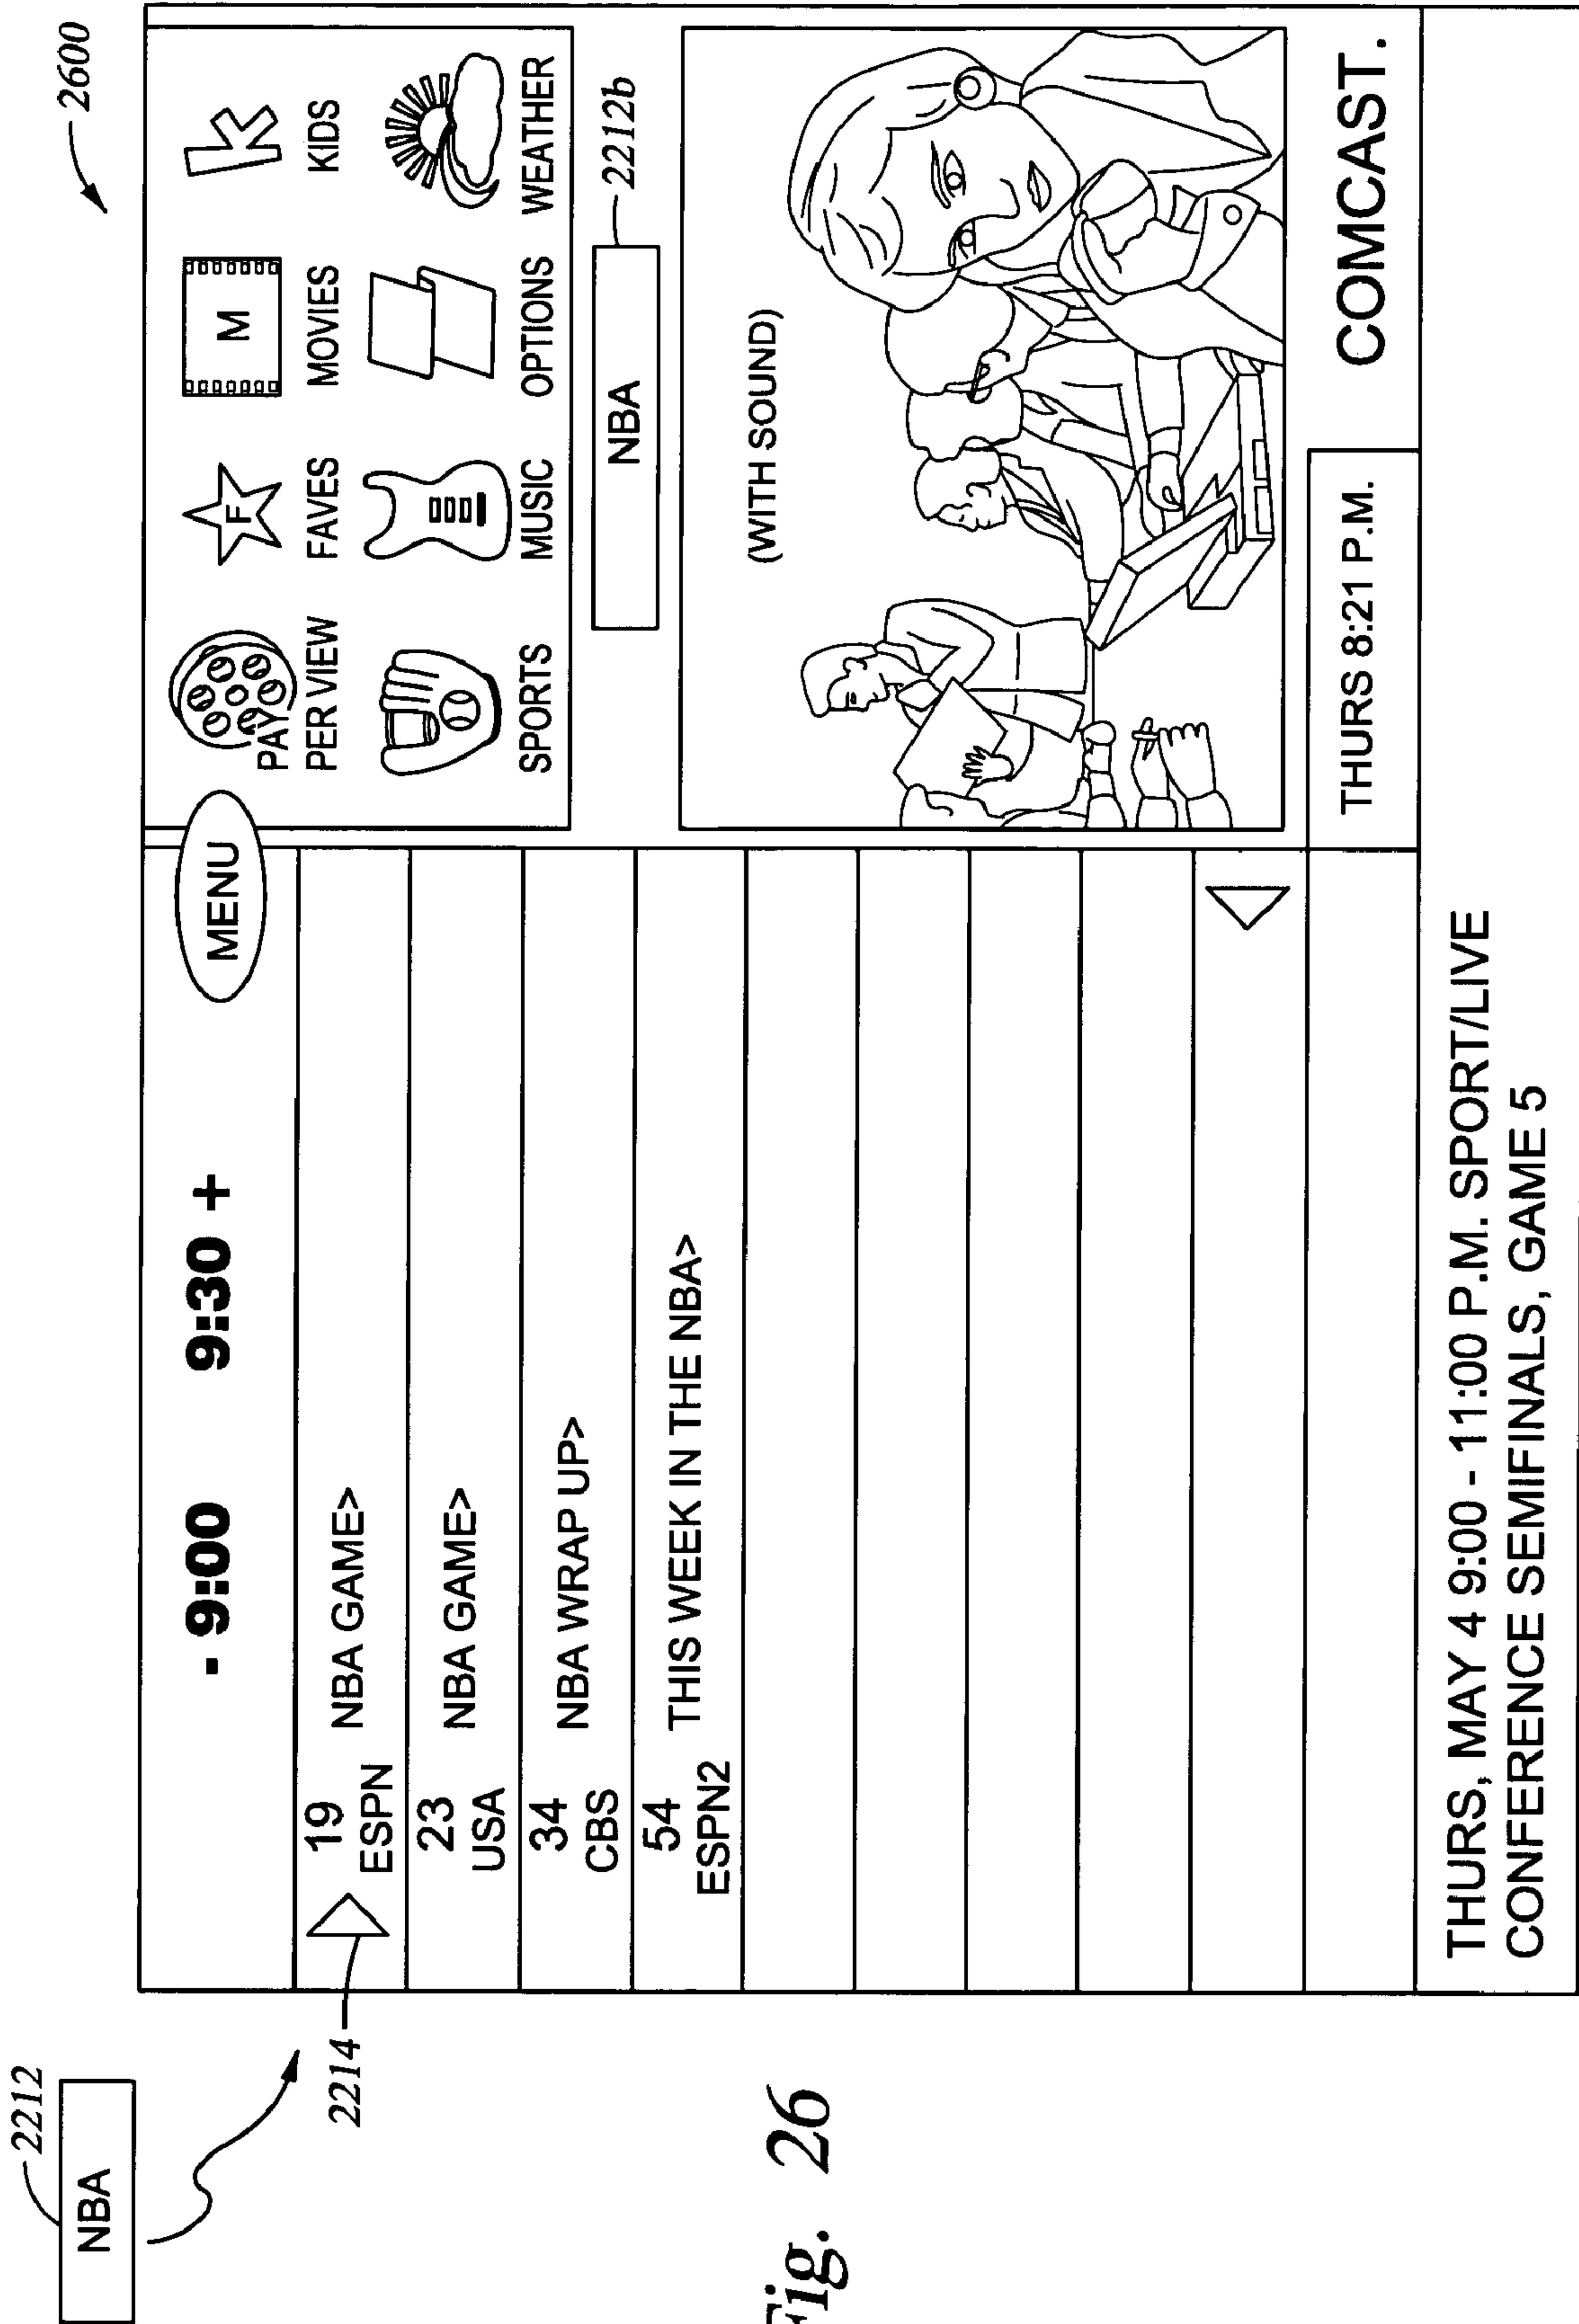 2600
2212
NBA
- 9:00 9:30 +
MENU
19
ESPN
NBA GAME>
23
USA
NBA GAME>
34
CBS
NBA WRAP UP>
54
ESPN2
THIS WEEK IN THE NBA>
2214
PAY
PER VIEW
F
FAVES
M
MOVIES
K
KIDS
SPORTS
MUSIC
OPTIONS
WEATHER
NBA
2212b
(WITH SOUND)
THURS 8:21 P.M.
COMCAST.
THURS, MAY 4 9:00 - 11:00 P.M. SPORT/LIVE
CONFERENCE SEMIFINALS, GAME 5
Fig. 26